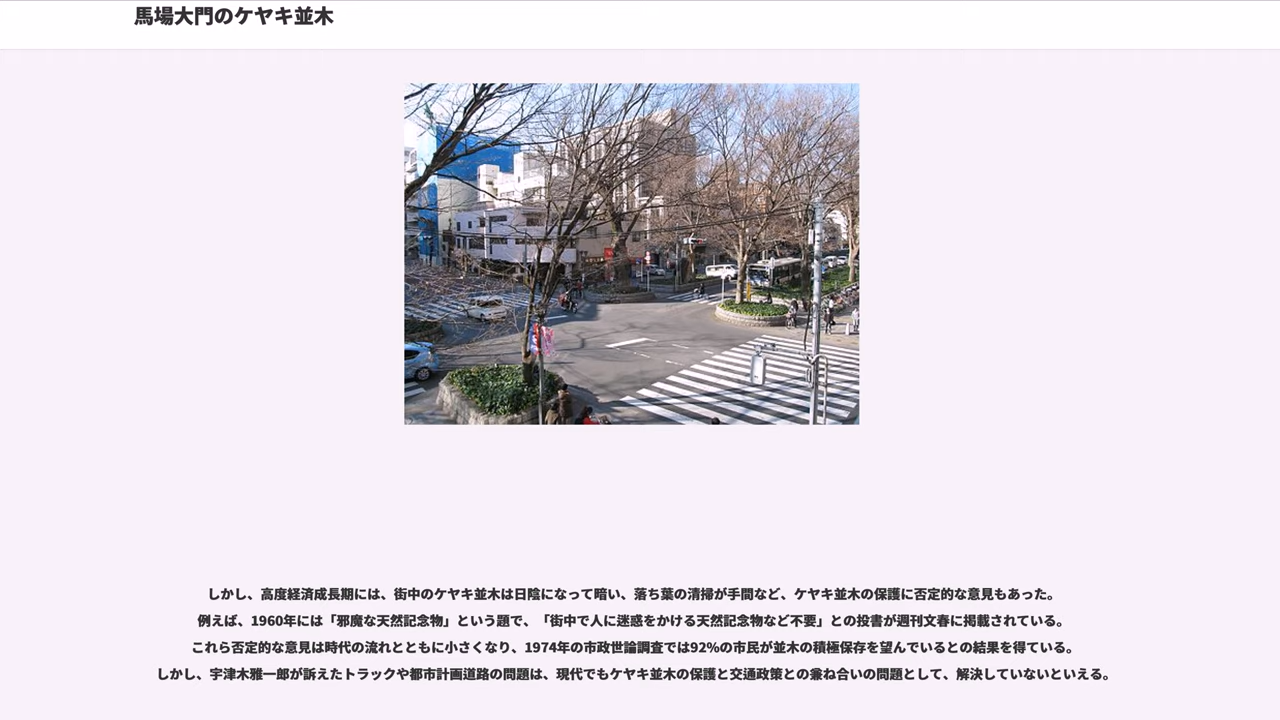 馬場大門のケヤキ並木
しかし、高度経済成長期には、街中のケヤキ並木は日陰になって暗い、落ち葉の清掃が手間など、ケヤキ並木の保護に否定的な意見もあった。
例えば、1960年には「邪魔な天然記念物」という題で、「街中で人に迷惑をかける天然記念物など不要」との投書が週刊文春に掲載されている。
これら否定的な意見は時代の流れとともに小さくなり、1974年の市政世論調査では92%の市民が並木の積極保存を望んでいるとの結果を得ている。
しかし、宇津木雅一郎が訴えたトラックや都市計画道路の問題は、現代でもケヤキ並木の保護と交通政策との兼ね合いの問題として、解決していないといえる。